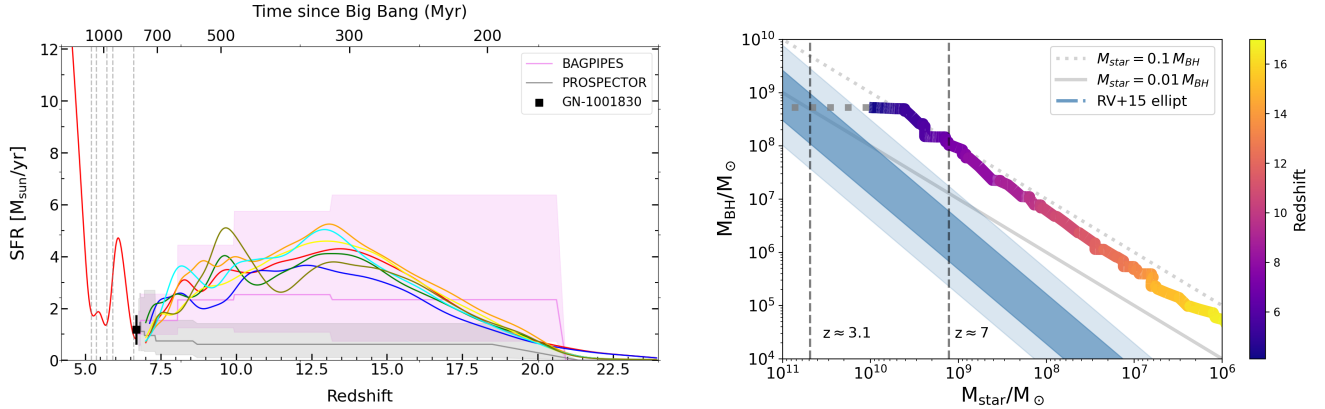 Time since Big Bang (Myr)
1000 700 500 300 200
12
10
8
6
4
2
0
SFR [M_sun/yr]
BAGPIPES
PROSPECTOR
GN-1001830
5.0 7.5 10.0 12.5 15.0 17.5 20.0 22.5
Redshift
10^10
10^9
10^8
10^7
10^6
10^5
10^4
M_BH/M_⊙
M_star = 0.1 M_BH
M_star = 0.01 M_BH
RV+15 ellipt
z≈3.1
z≈7
10^11 10^10 10^9 10^8 10^7 10^6
M_star/M_⊙
16
14
12
10
8
6
Redshift